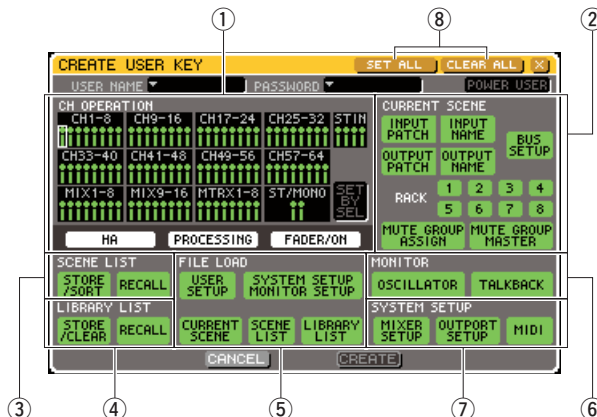 ① ⑧ ②
CREATE USER KEY SET ALL CLEAR ALL X
USER NAME PASSWORD POWER USER
CH OPERATION
CH1-8 CH9-16 CH17-24 CH25-32 STIN
CH33-40 CH41-48 CH49-56 CH57-64
MIX1-8 MIX9-16 MTRX1-8 ST/MONO SET BY SEL
HA PROCESSING FADER/ON
CURRENT SCENE
INPUT PATCH INPUT NAME BUS SETUP
OUTPUT PATCH OUTPUT NAME
RACK 1 2 3 4
5 6 7 8
MUTE GROUP ASSIGN MUTE GROUP MASTER
SCENE LIST
STORE /SORT RECALL
FILE LOAD
USER SETUP SYSTEM SETUP MONITOR SETUP
CURRENT SCENE SCENE LIST LIBRARY LIST
MONITOR
OSCILLATOR TALKBACK
LIBRARY LIST
STORE /CLEAR RECALL
SYSTEM SETUP
MIXER SETUP OUTPORT SETUP MIDI
CANCEL CREATE
③ ④ ⑤ ⑦ ⑥